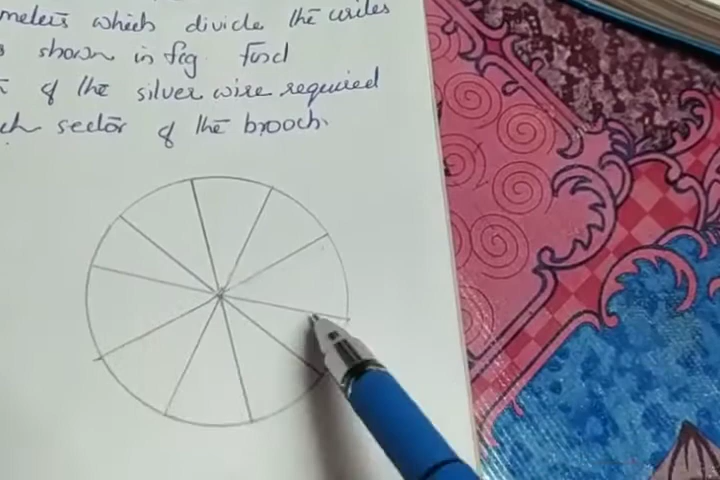 meters which divide the circles
shown in fig find
of the silver wire required
sector of the brooch.